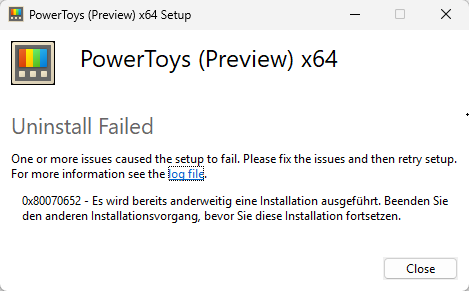 PowerToys (Preview) x64 Setup
PowerToys (Preview) x64
Uninstall Failed
One or more issues caused the setup to fail. Please fix the issues and then retry setup.
For more information see the log file.
0x80070652 - Es wird bereits anderweitig eine Installation ausgeführt. Beenden Sie
den anderen Installationsvorgang, bevor Sie diese Installation fortsetzen.
Close